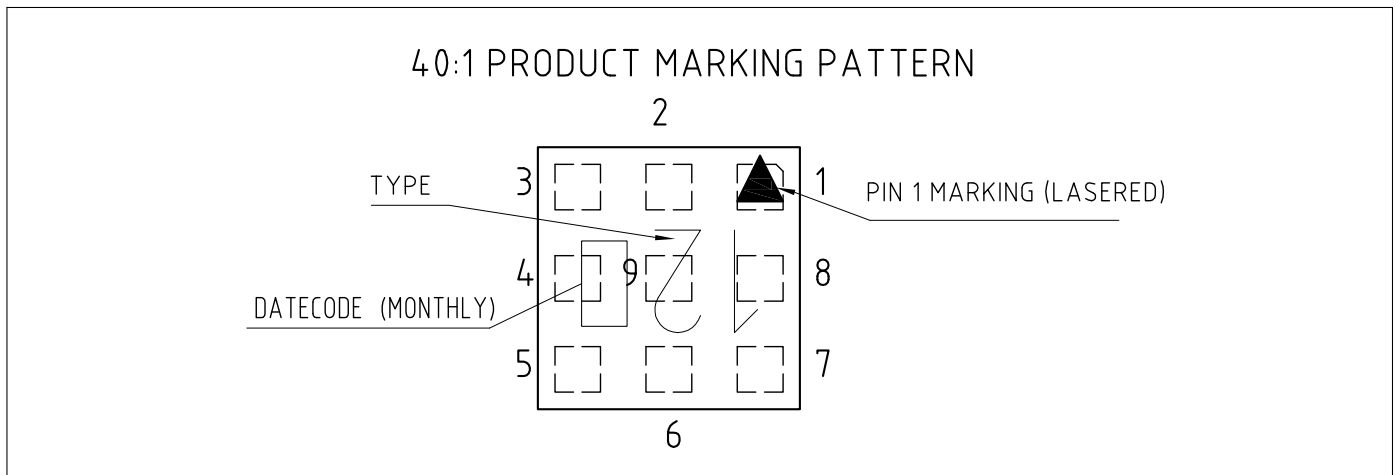 40:1 PRODUCT MARKING PATTERN
2
TYPE
3
1
PIN 1 MARKING (LASERED)
4
9
12
8
DATECODE (MONTHLY)
5
7
6